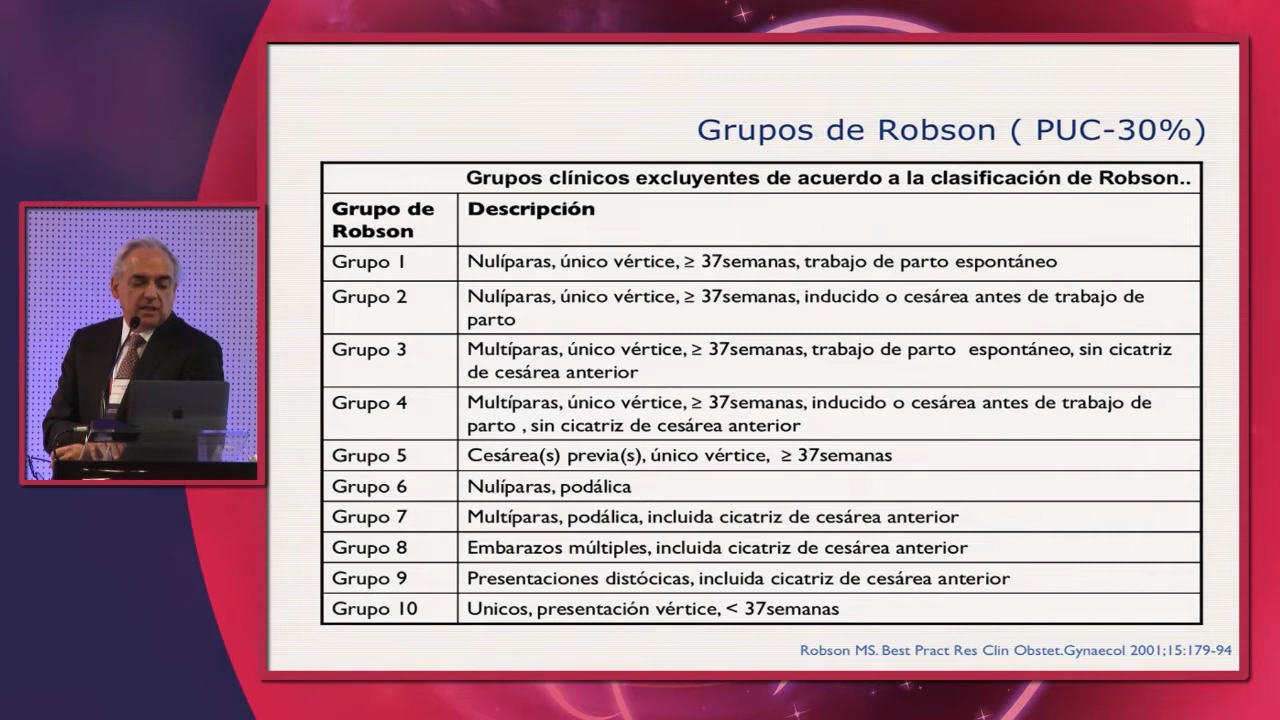 Grupos de Robson ( PUC-30%)
Grupos clínicos excluyentes de acuerdo a la clasificación de Robson..
Grupo de Robson
Descripción
Grupo 1
Nulíparas, único vértice, ≥ 37semanas, trabajo de parto espontáneo
Grupo 2
Nulíparas, único vértice, ≥ 37semanas, inducido o cesárea antes de trabajo de
parto
Grupo 3
Multíparas, único vértice, ≥ 37semanas, trabajo de parto espontáneo, sin cicatriz
de cesárea anterior
Grupo 4
Multíparas, único vértice, ≥ 37semanas, inducido o cesárea antes de trabajo de
parto , sin cicatriz de cesárea anterior
Grupo 5
Cesárea(s) previa(s), único vértice, ≥ 37semanas
Grupo 6
Nulíparas, podálica
Grupo 7
Multíparas, podálica, incluida cicatriz de cesárea anterior
Grupo 8
Embarazos múltiples, incluida cicatriz de cesárea anterior
Grupo 9
Presentaciones distócicas, incluida cicatriz de cesárea anterior
Grupo 10
Unicos, presentación vértice, < 37semanas
Robson MS. Best Pract Res Clin Obstet.Gynaecol 2001;15:179-94